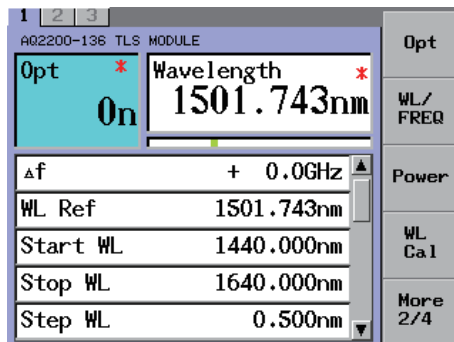 1 2 3
AQ2200-136 TLS MODULE
Opt *
On
Wavelength *
1501.743nm
▵f + 0.0GHz
WL Ref 1501.743nm
Start WL 1440.000nm
Stop WL 1640.000nm
Step WL 0.500nm
Opt
WL/
FREQ
Power
WL
Cal
More
2/4